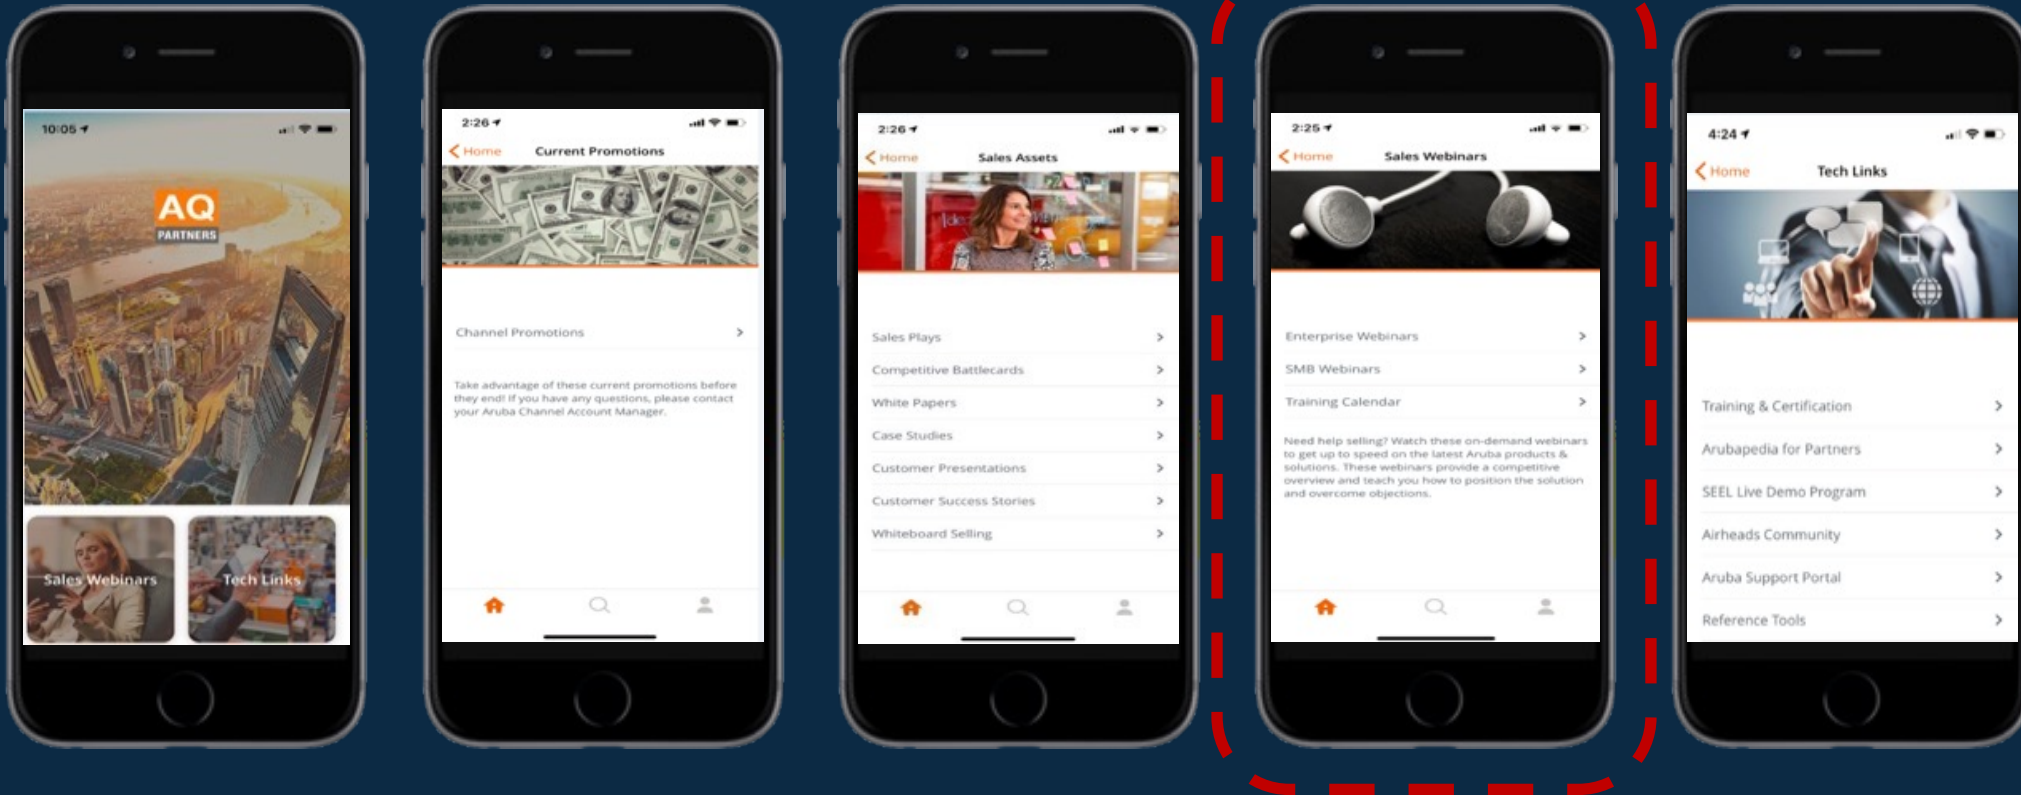 10:05
AQ
PARTNERS
Sales Webinars
Tech Links
2:26
Home
Current Promotions
Channel Promotions
Take advantage of these current promotions before
they end! If you have any questions, please contact
your Aruba Channel Account Manager.
2:26
Home
Sales Assets
Sales Plays
Competitive Battlecards
White Papers
Case Studies
Customer Presentations
Customer Success Stories
Whiteboard Selling
2:25
Home
Sales Webinars
Enterprise Webinars
SMB Webinars
Training Calendar
Need help selling? Watch these on-demand webinars
to get up to speed on the latest Aruba products &
solutions. These webinars provide a competitive
overview and teach you how to position the solution
and overcome objections.
4:24
Home
Tech Links
Training & Certification
Arubapedia for Partners
SEEL Live Demo Program
Airheads Community
Aruba Support Portal
Reference Tools